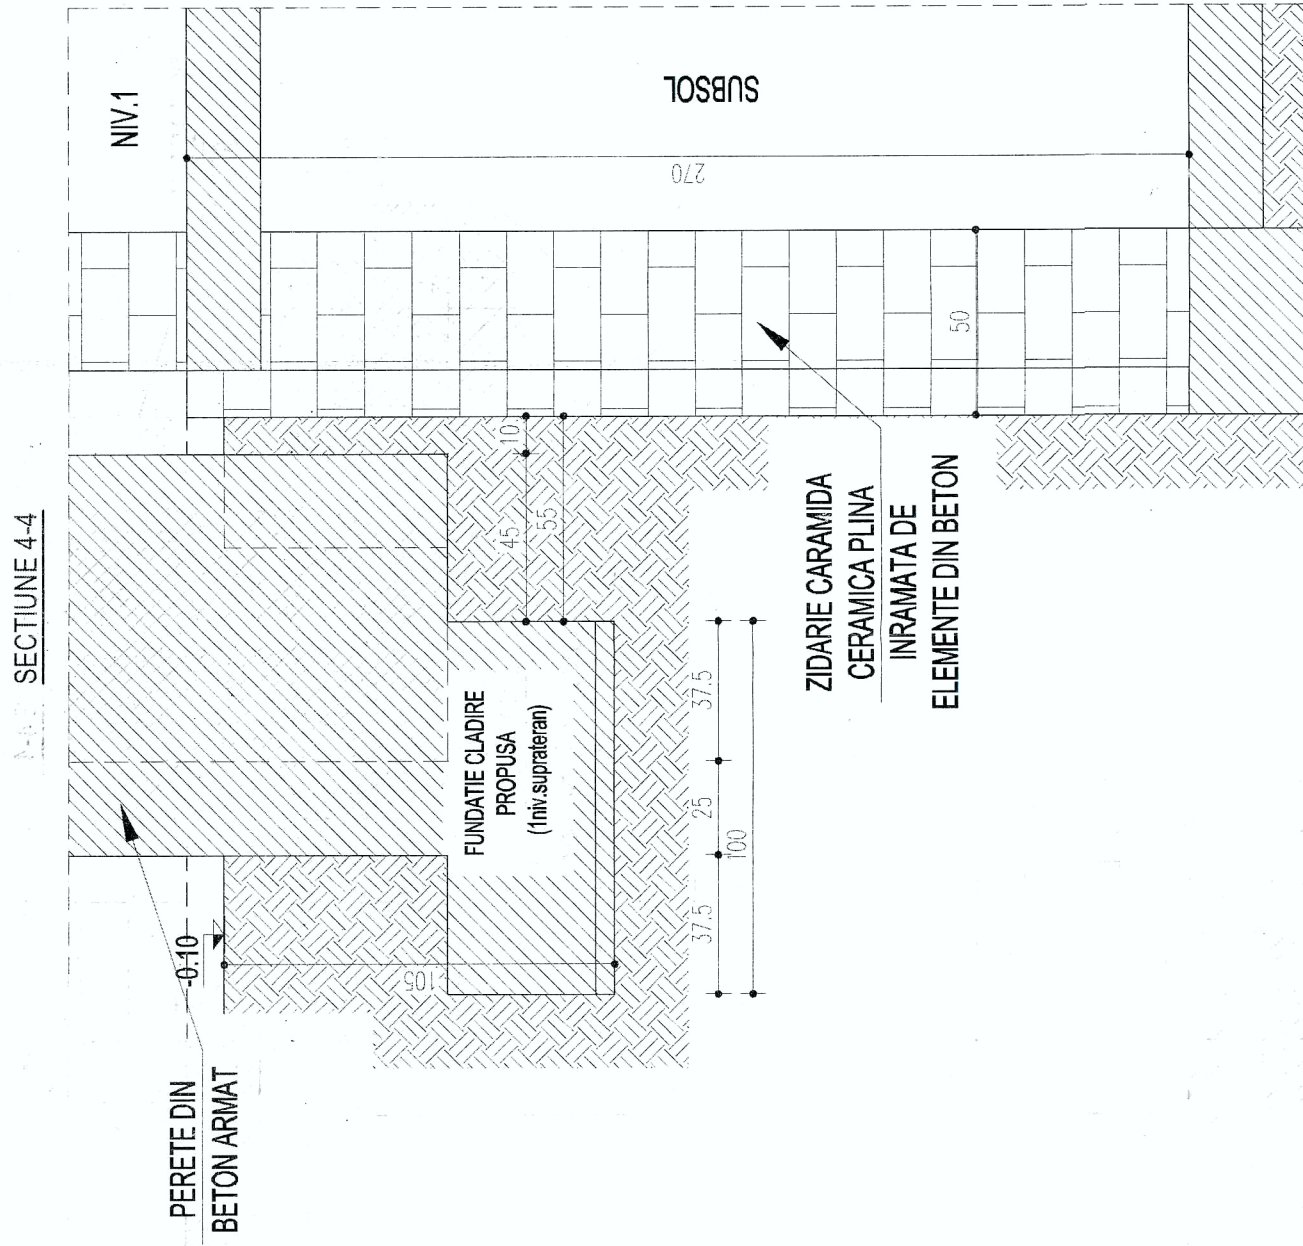 SECTIUNE 4-4
NIV.1
SUBSOL
270
50
10
45
55
FUNDATIE CLADIRE
PROPUSA
(1niv.suprateran)
-0.10
105
37.5
25
37.5
100
PERETE DIN
BETON ARMAT
ZIDARIE CARAMIDA
CERAMICA PLINA
INRAMATA DE
ELEMENTE DIN BETON